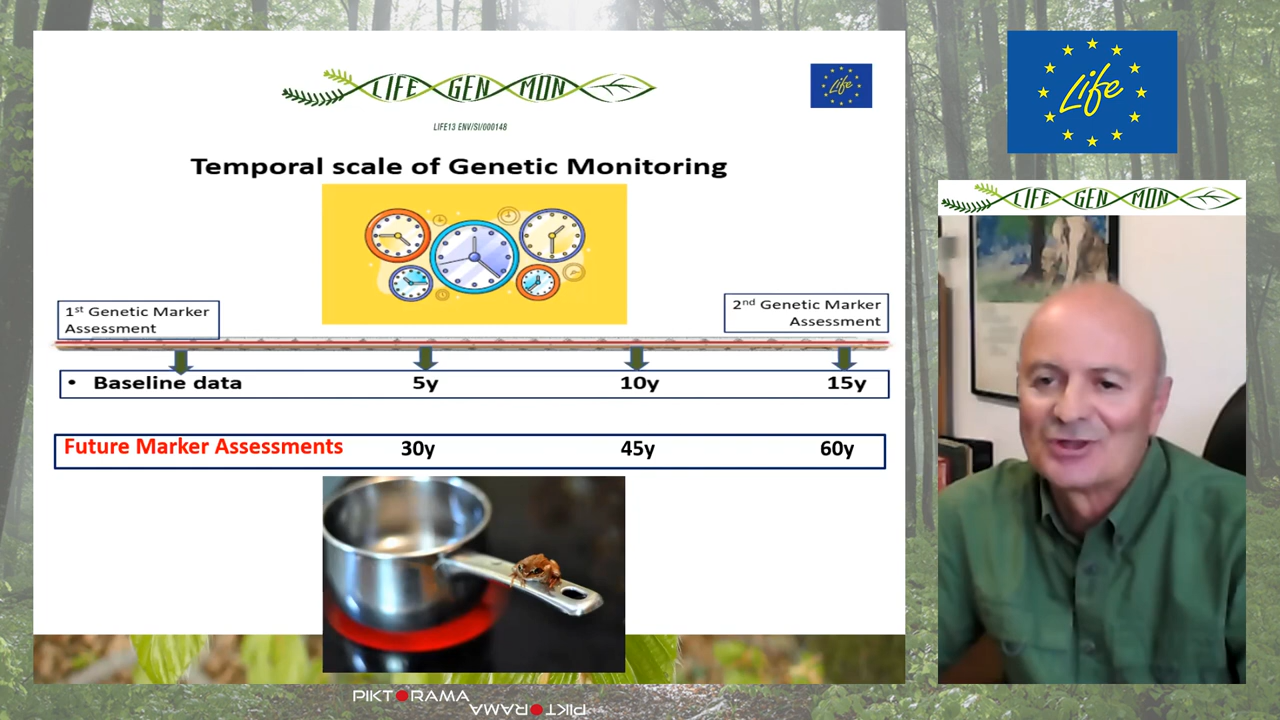 LIFE GEN MON
Life
LIFE13 ENV/SI/000148
Temporal scale of Genetic Monitoring
1st Genetic Marker
Assessment
2nd Genetic Marker
Assessment
• Baseline data 5y 10y 15y
Future Marker Assessments 30y 45y 60y
Life
LIFE GEN MON
PIKTORAMA
PIKTORAMA